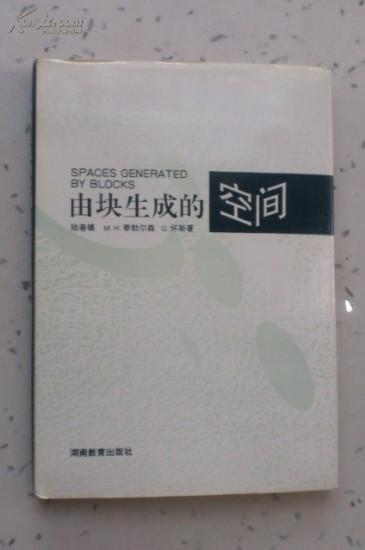 SPACES GENERATED
BY BLOCKS
由块生成的 空间
陆善镇 M.H.泰勃尔森 G.怀斯著
湖南教育出版社